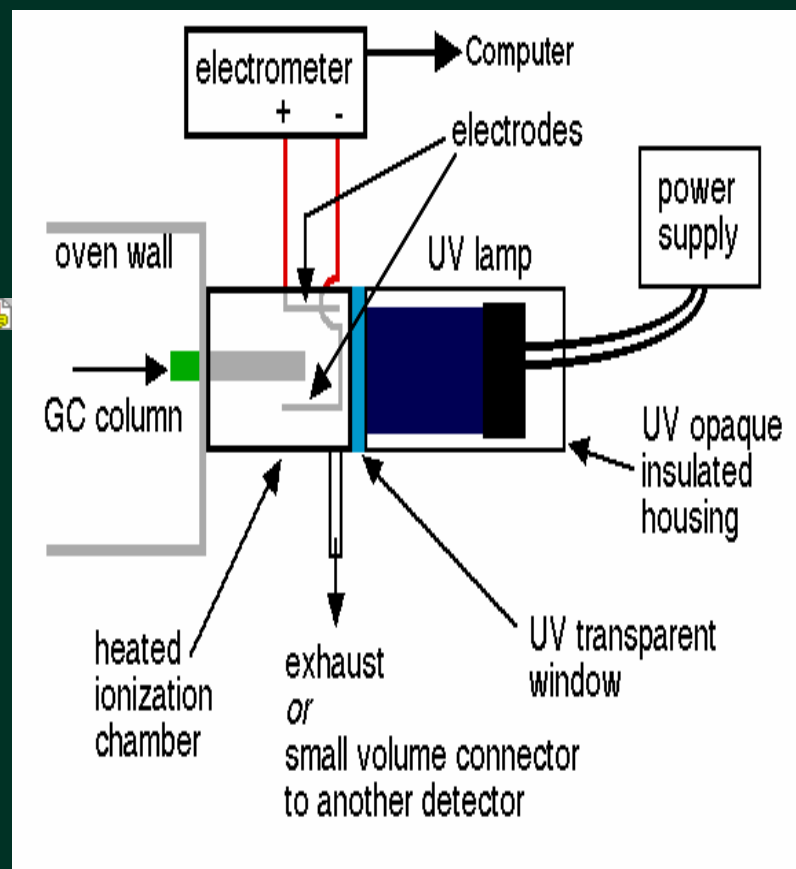 electrometer
+ -
Computer
electrodes
power
supply
oven wall
UV lamp
GC column
UV opaque
insulated
housing
heated
ionization
chamber
exhaust
or
small volume connector
to another detector
UV transparent
window